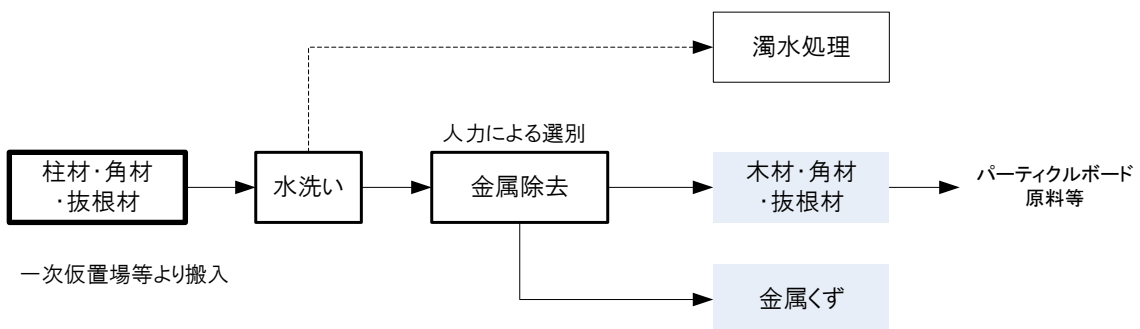 濁水処理
人力による選別
柱材・角材
・抜根材
水洗い
金属除去
木材・角材
・抜根材
パーティクルボード
原料等
一次仮置場等より搬入
金属くず